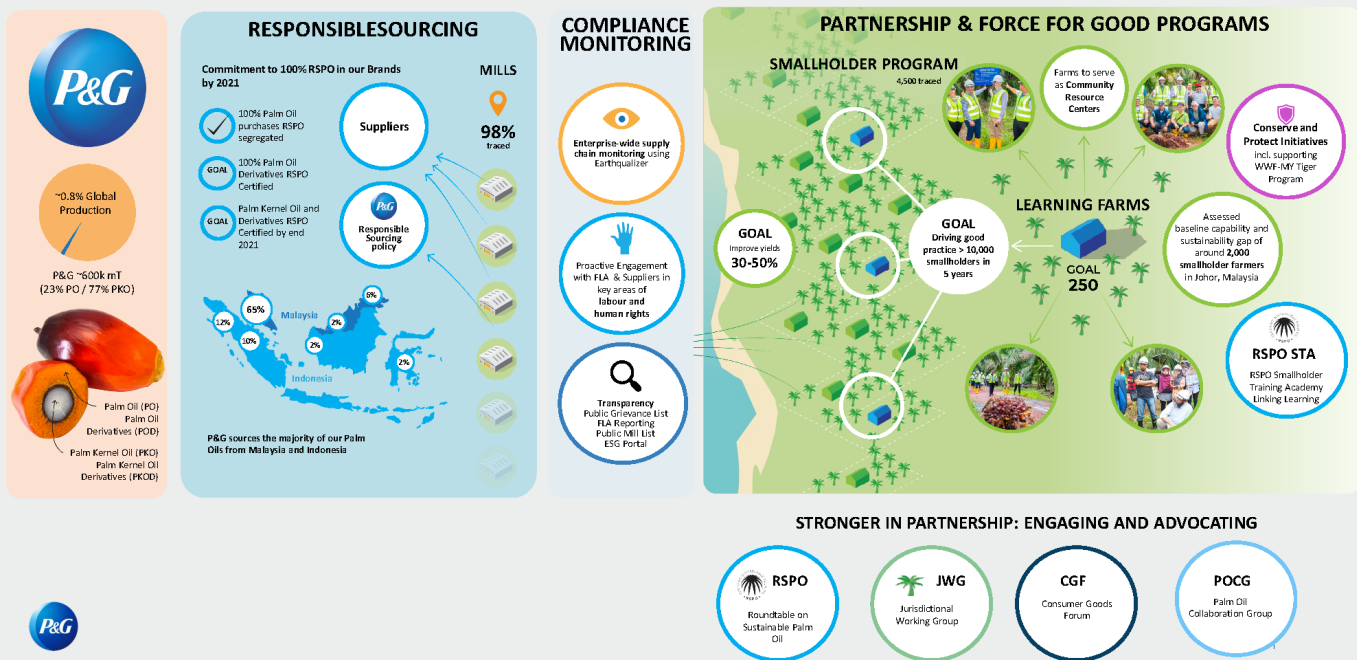 P&G
~0.8% Global
Production
P&G ~600k mT
(23% PO / 77% PKO)
Palm Oil (PO)
Palm Oil
Derivatives (POD)
Palm Kernel Oil (PKO)
Palm Kernel Oil
Derivatives (PKOD)
RESPONSIBLESOURCING
Commitment to 100% RSPO in our Brands
by 2021
100% Palm Oil
purchases RSPO
segregated
GOAL
100% Palm Oil
Derivatives RSPO
Certified
GOAL
Palm Kernel Oil and
Derivatives RSPO
Certified by end
2021
Suppliers
P&G
Responsible
Sourcing
policy
MILLS
98%
traced
65%
12%
10%
Malaysia
6%
2%
2%
2%
Indonesia
P&G sources the majority of our Palm
Oils from Malaysia and Indonesia
COMPLIANCE
MONITORING
Enterprise-wide supply
chain monitoring using
Earthqualizer
Proactive Engagement
with FLA & Suppliers in
key areas of
labour and
human rights
Transparency
Public Grievance List
FLA Reporting
Public Mill List
ESG Portal
PARTNERSHIP & FORCE FOR GOOD PROGRAMS
SMALLHOLDER PROGRAM
4,500 traced
GOAL
Improve yields
30-50%
GOAL
Driving good
practice > 10,000
smallholders in
5 years
Farms to serve
as Community
Resource
Centers
LEARNING FARMS
GOAL
250
Conserve and
Protect Initiatives
incl. supporting
WWF-MY Tiger
Program
Assessed
baseline capability and
sustainability gap of
around 2,000
smallholder farmers
in Johor, Malaysia
RSPO STA
RSPO Smallholder
Training Academy
Linking Learning
STRONGER IN PARTNERSHIP: ENGAGING AND ADVOCATING
RSPO
Roundtable on
Sustainable Palm
Oil
JWG
Jurisdictional
Working Group
CGF
Consumer Goods
Forum
POCG
Palm Oil
Collaboration Group
P&G